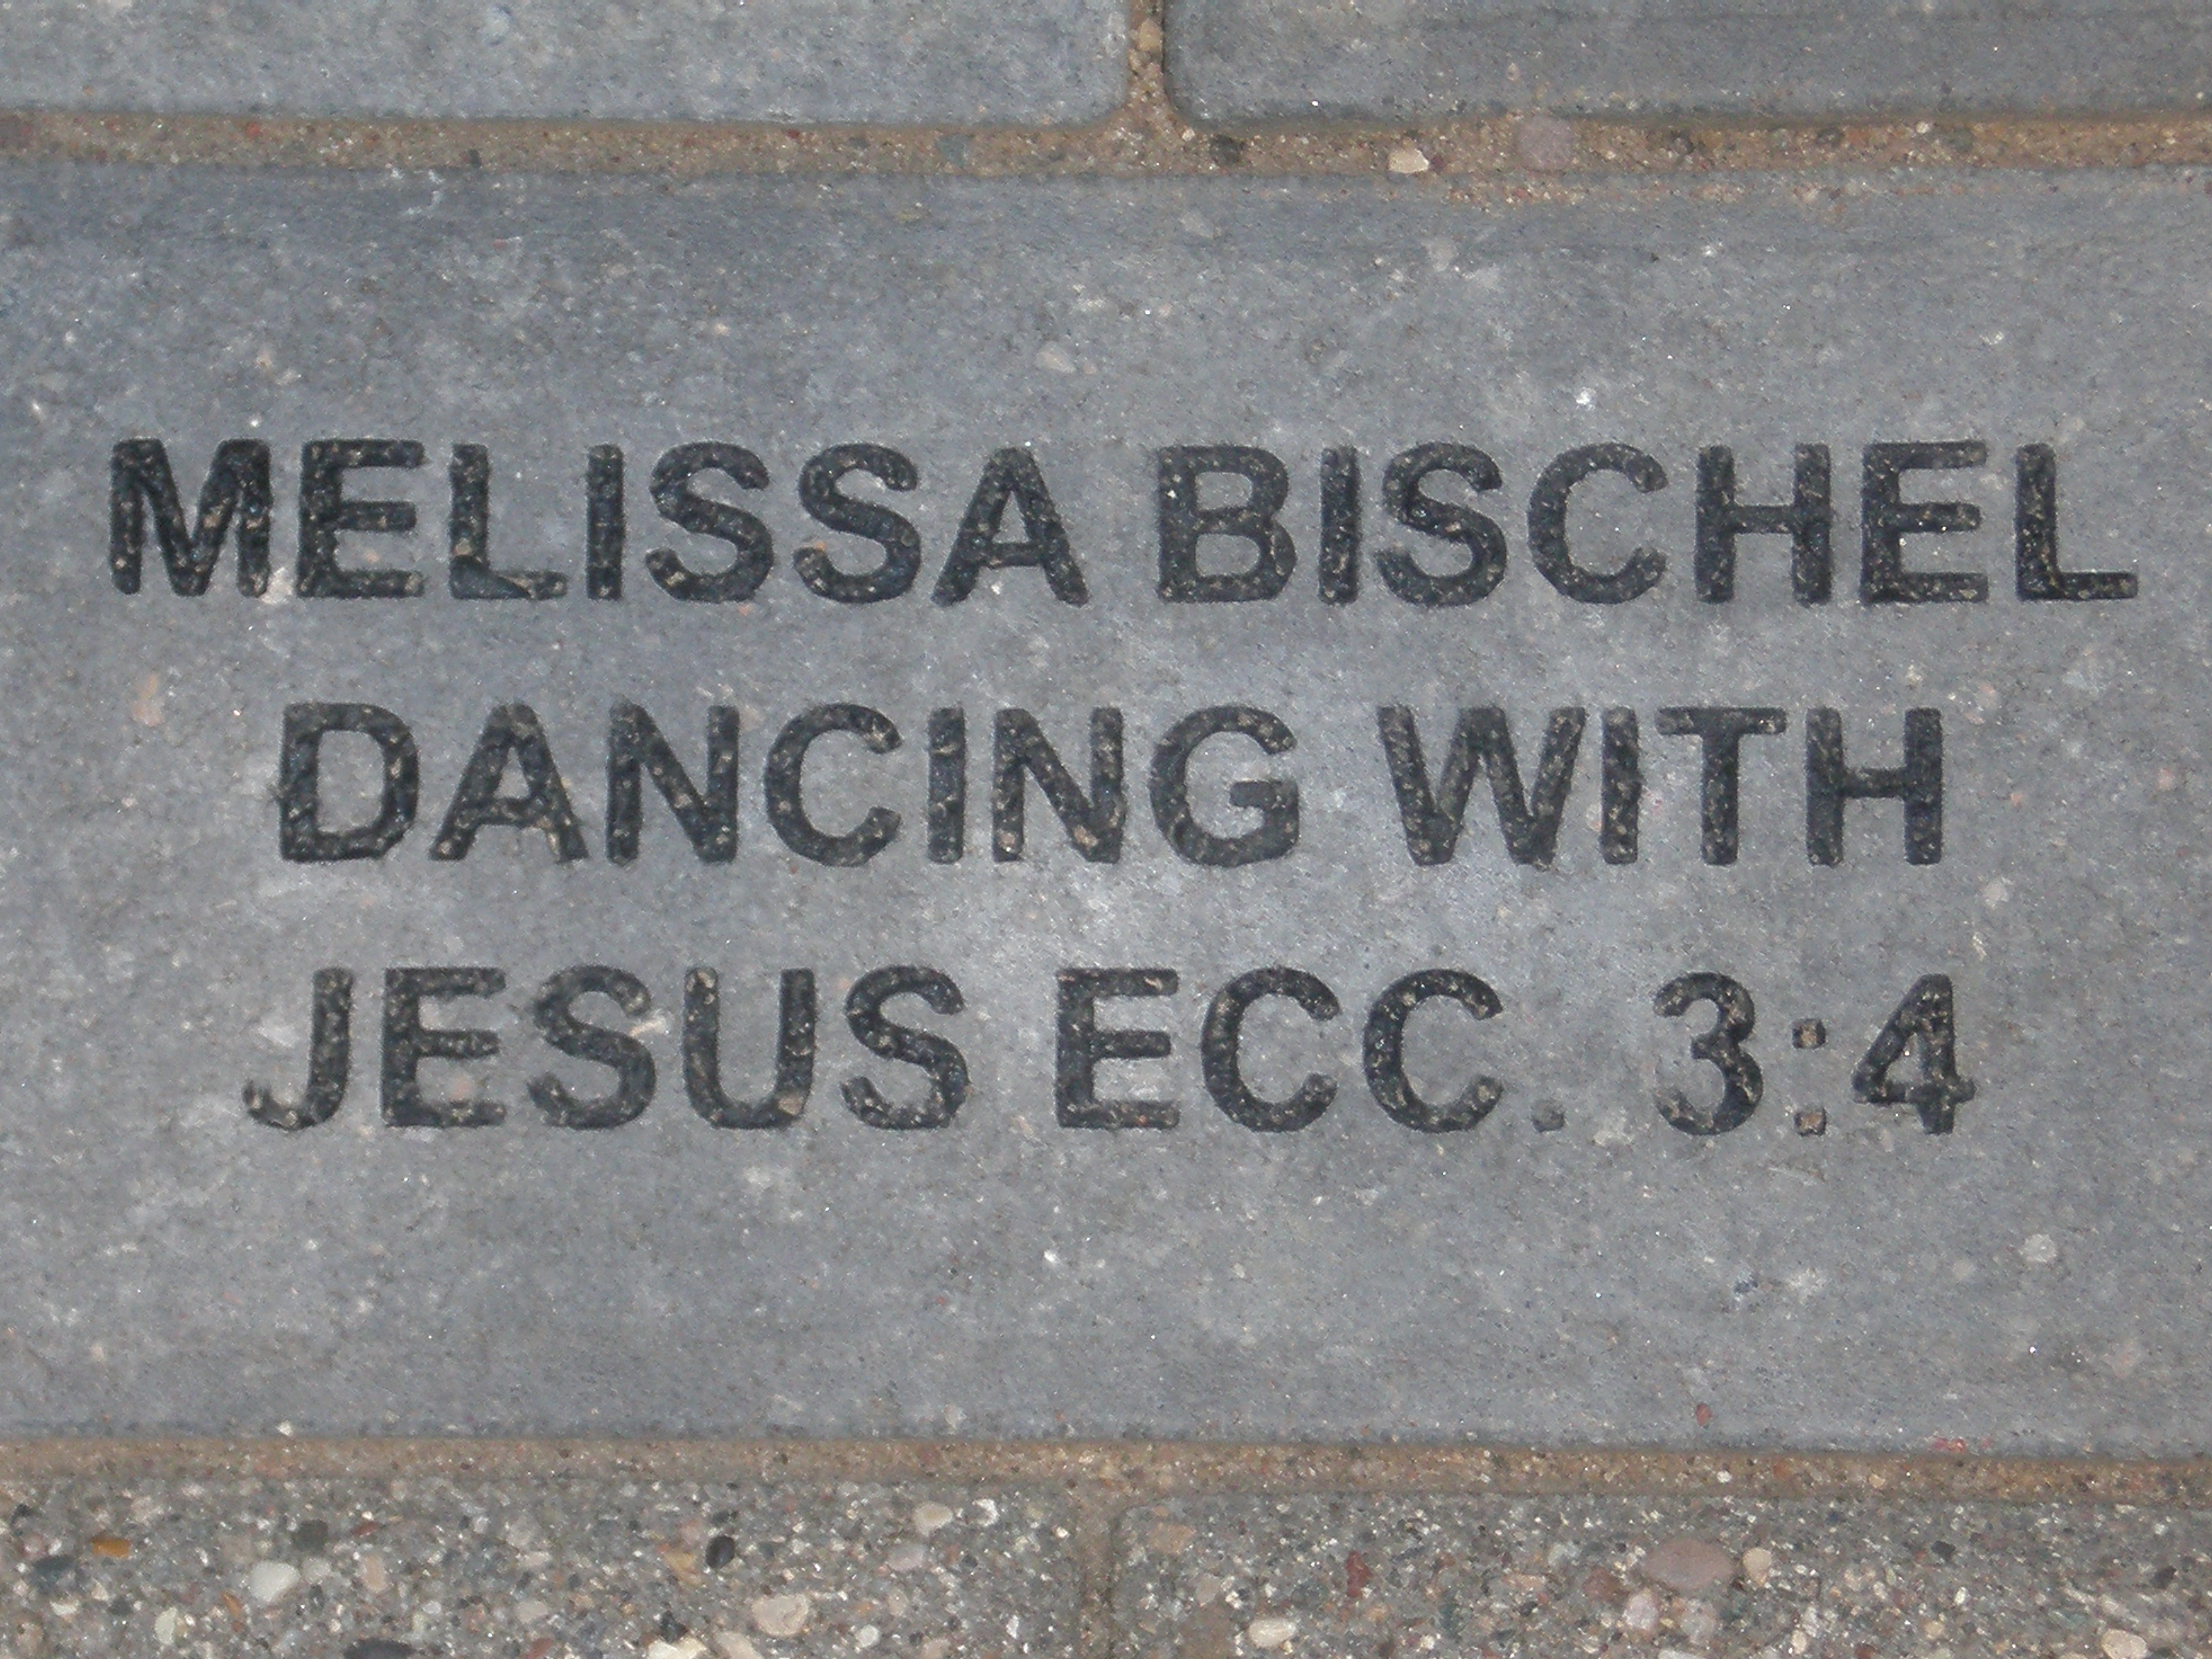 MELISSA BISCHEL
DANCING WITH
JESUS ECC. 3:4